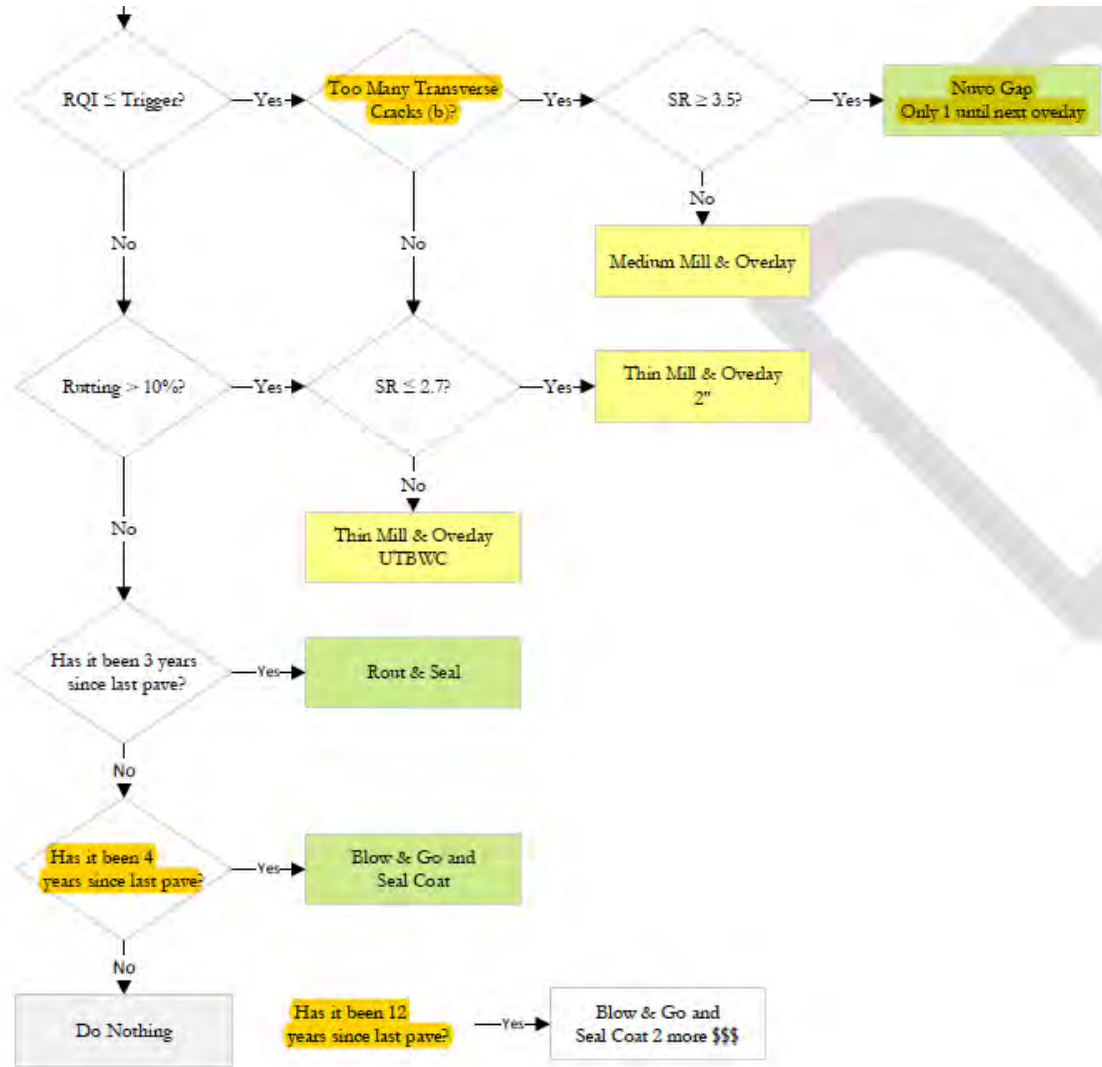 RQI ≤ Trigger?
Yes
Too Many Transverse
Cracks (b)?
Yes
SR ≥ 3.5?
Yes
Nuvo Gap
Only 1 until next overlay
No
No
No
Medium Mill & Overlay
Rutting > 10%?
Yes
SR ≤ 2.7?
Yes
Thin Mill & Overlay
2"
No
No
Thin Mill & Overlay
UTBWC
Has it been 3 years
since last pave?
Yes
Rout & Seal
No
Has it been 4
years since last pave?
Yes
Blow & Go and
Seal Coat
No
Do Nothing
Has it been 12
years since last pave?
Yes
Blow & Go and
Seal Coat 2 more $$$